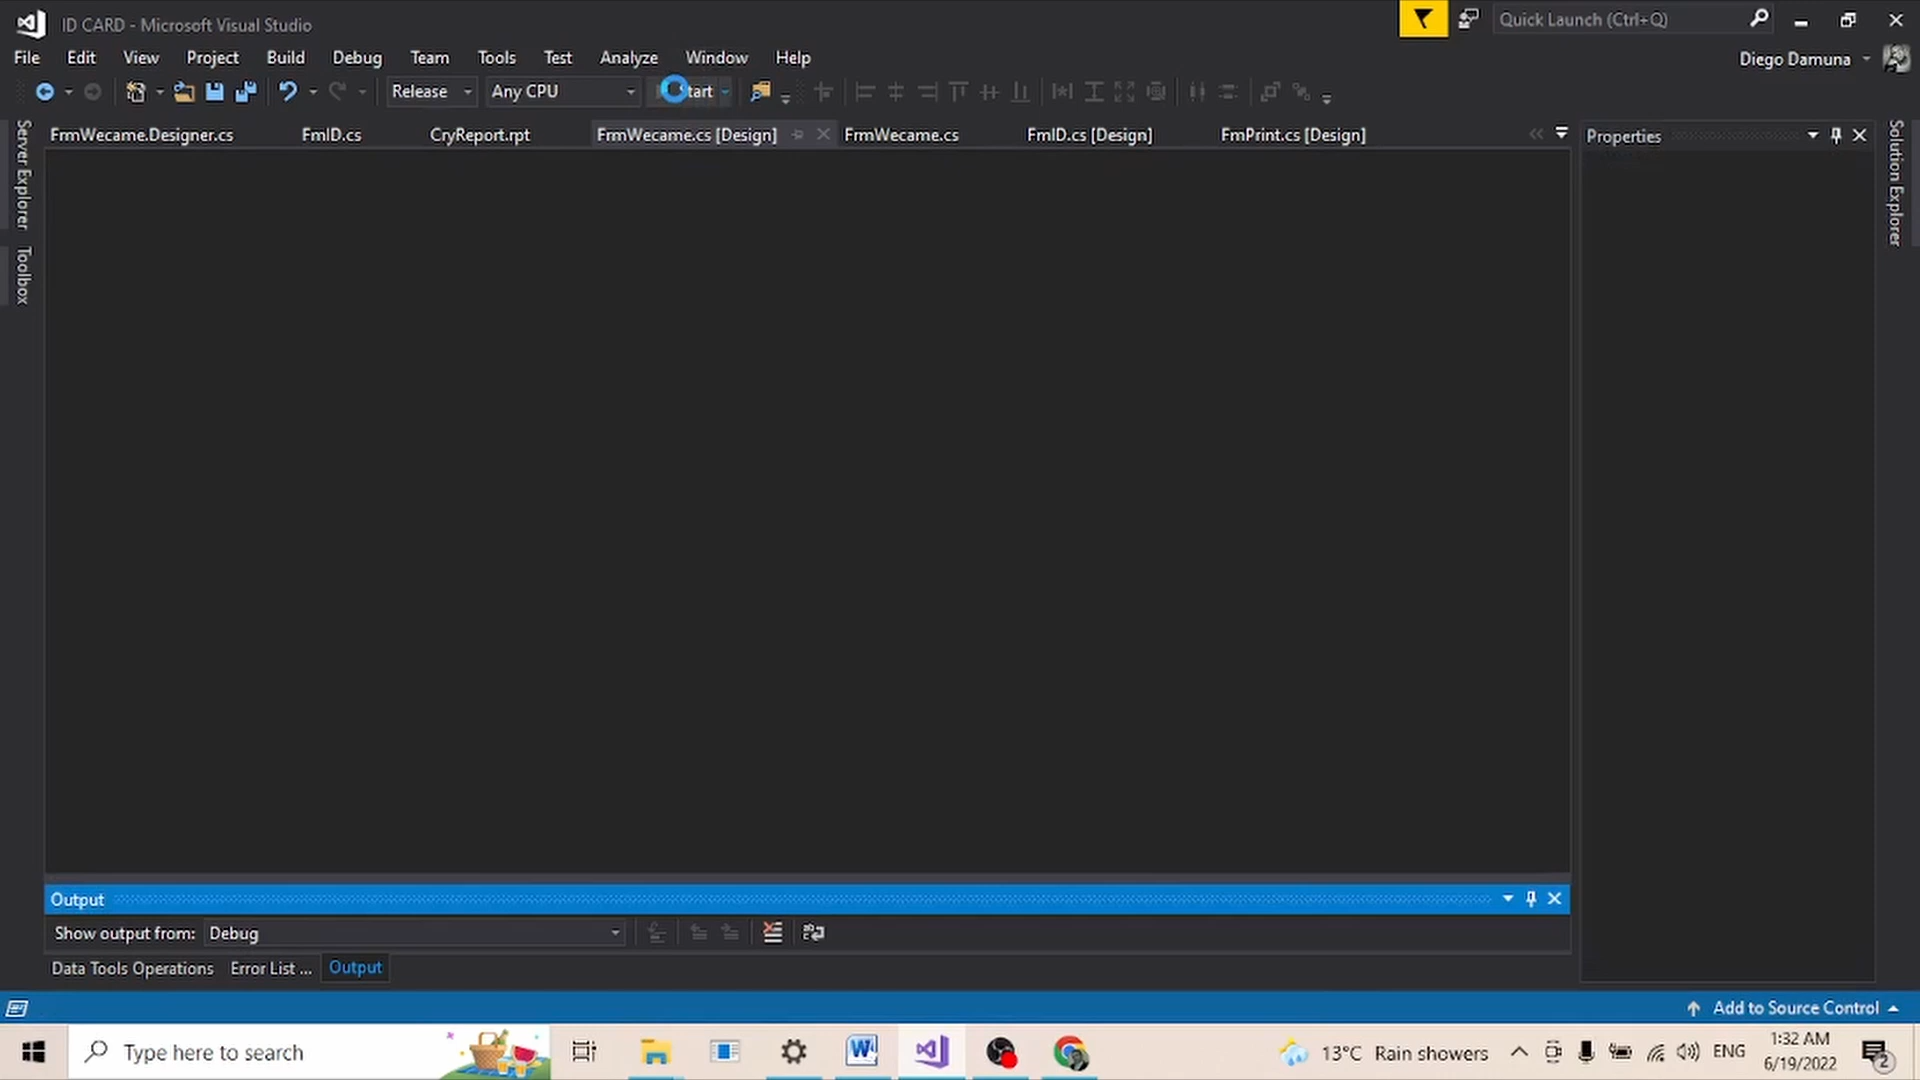 ID CARD - Microsoft Visual Studio
Quick Launch (Ctrl+Q)
File Edit View Project Build Debug Team Tools Test Analyze Window Help
Diego Damuna
Release Any CPU tart
FrmWecame.Designer.cs FmID.cs CryReport.rpt FrmWecame.cs [Design] FrmWecame.cs FmID.cs [Design] FmPrint.cs [Design]
Properties
Server Explorer
Toolbox
Solution Explorer
Output
Show output from: Debug
Data Tools Operations Error List ... Output
Add to Source Control
Type here to search
13°C Rain showers
ENG
1:32 AM
6/19/2022
2